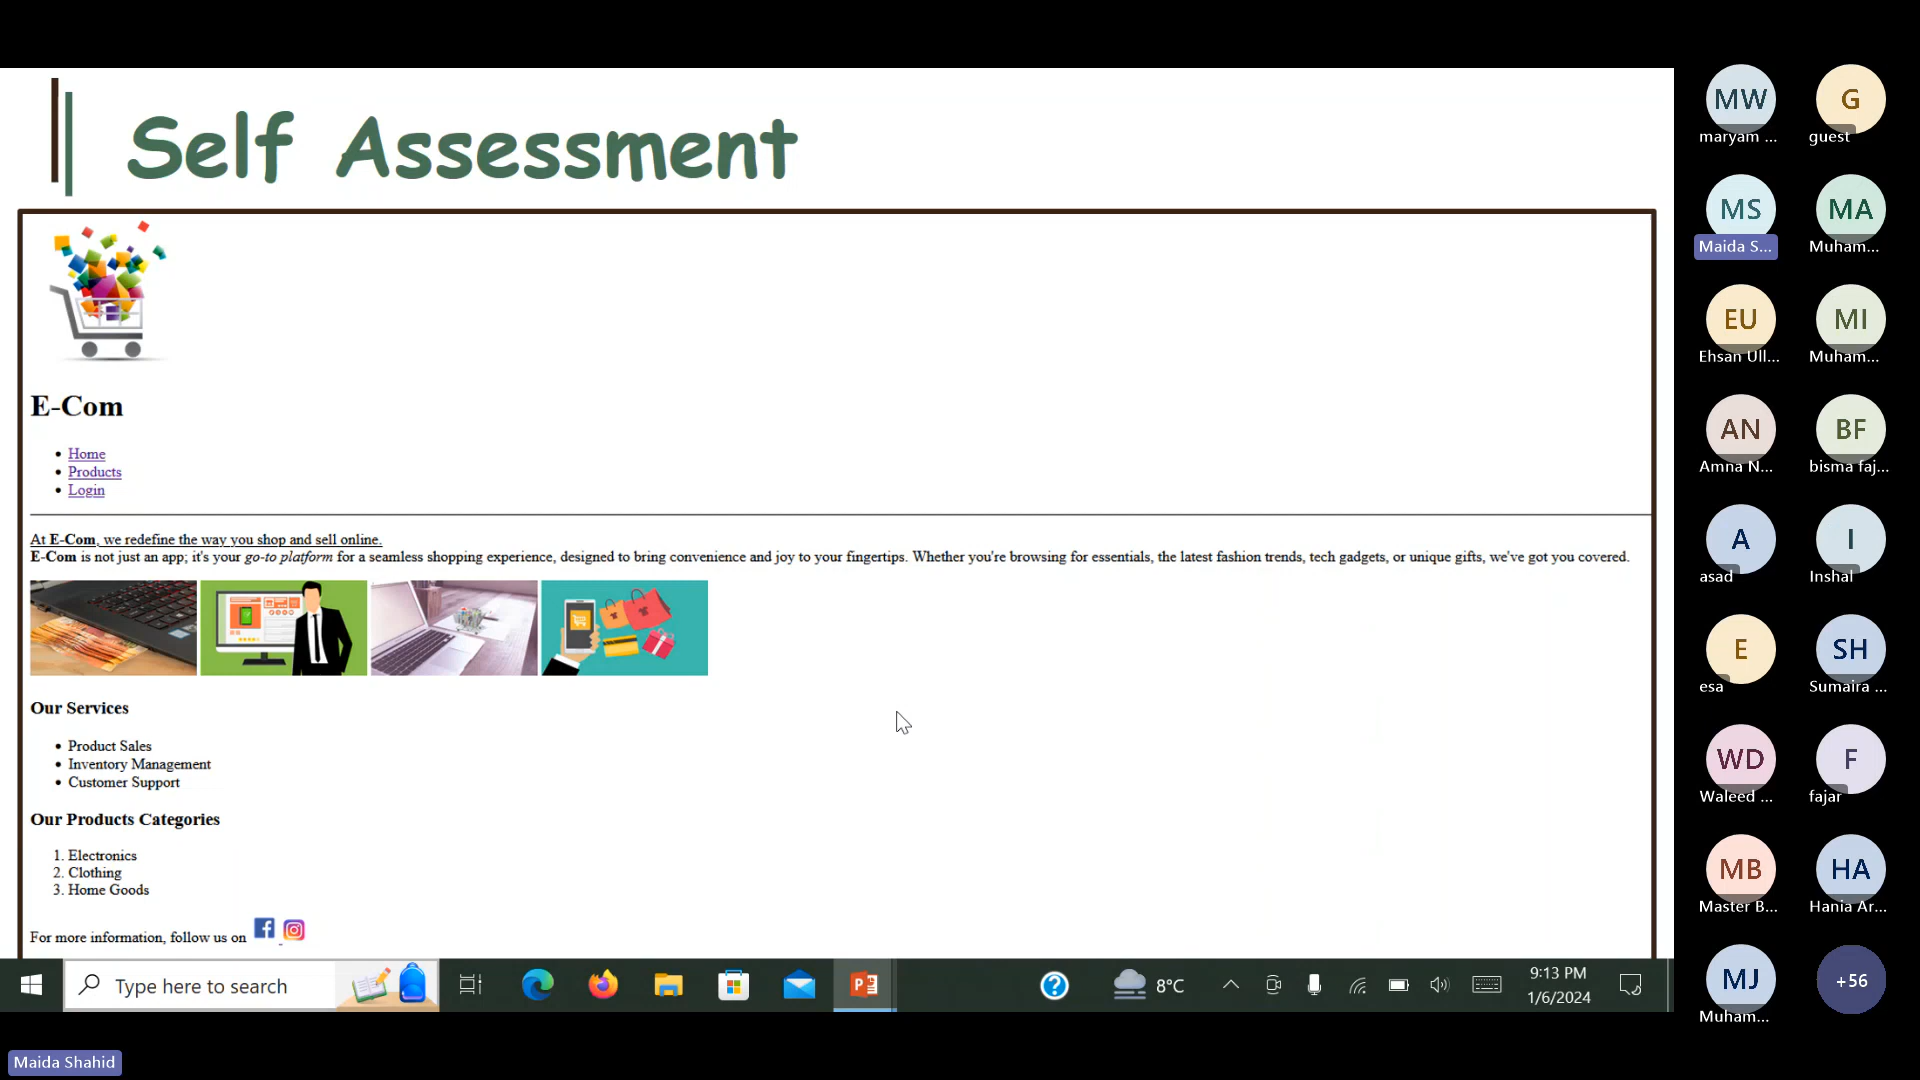 Self Assessment
E-Com
Home
Products
Login
At E-Com, we redefine the way you shop and sell online.
E-Com is not just an app; it's your go-to platform for a seamless shopping experience, designed to bring convenience and joy to your fingertips. Whether you're browsing for essentials, the latest fashion trends, tech gadgets, or unique gifts, we've got you covered.
Our Services
Product Sales
Inventory Management
Customer Support
Our Products Categories
1. Electronics
2. Clothing
3. Home Goods
For more information, follow us on
Type here to search
8°C
9:13 PM
1/6/2024
Maida Shahid
MW
maryam ...
G
guest
MS
Maida S...
MA
Muham...
EU
Ehsan Ull...
MI
Muham...
AN
Amna N...
BF
bisma faj...
A
asad
I
Inshal
E
esa
SH
Sumaira ...
WD
Waleed ...
F
fajar
MB
Master B...
HA
Hania Ar...
MJ
Muham...
+56